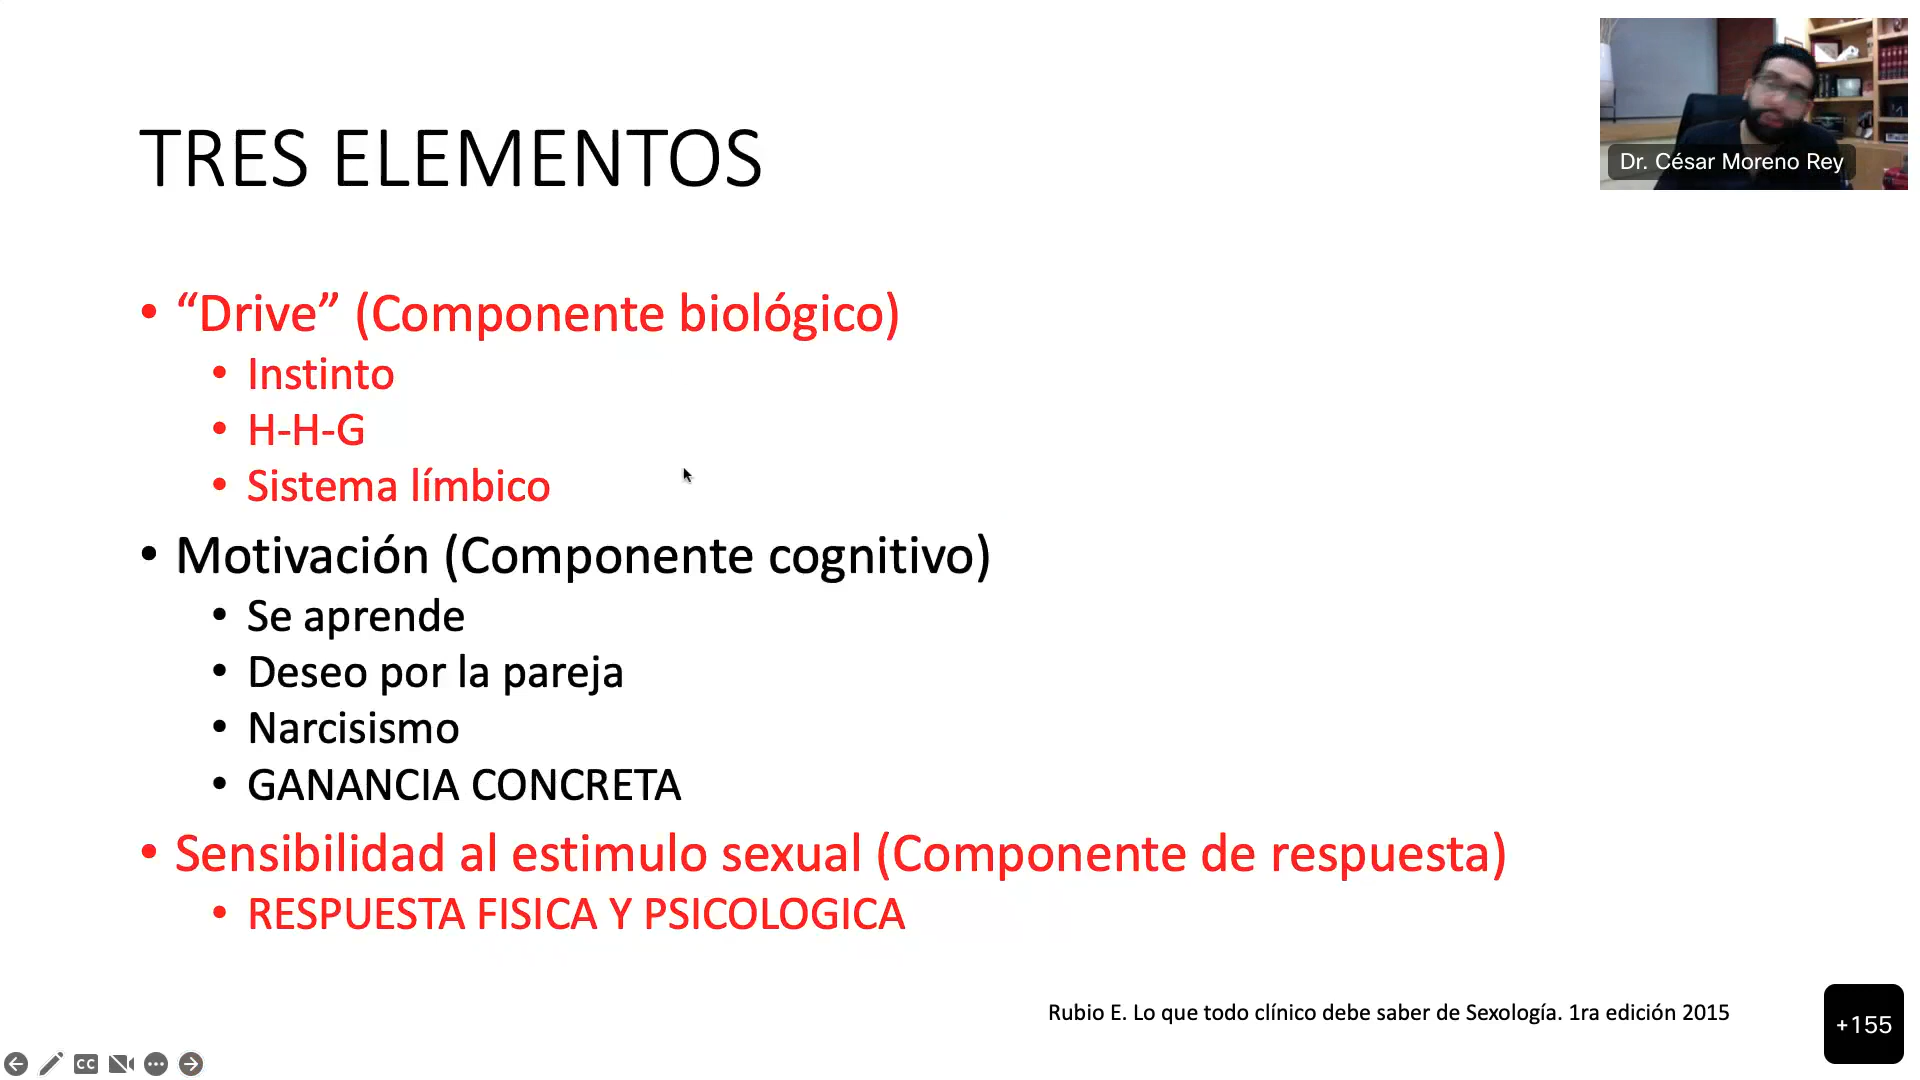 TRES ELEMENTOS
Dr. César Moreno Rey
• “Drive” (Componente biológico)
• Instinto
• H-H-G
• Sistema límbico
• Motivación (Componente cognitivo)
• Se aprende
• Deseo por la pareja
• Narcisismo
• GANANCIA CONCRETA
• Sensibilidad al estimulo sexual (Componente de respuesta)
• RESPUESTA FISICA Y PSICOLOGICA
Rubio E. Lo que todo clínico debe saber de Sexología. 1ra edición 2015
+155
CC